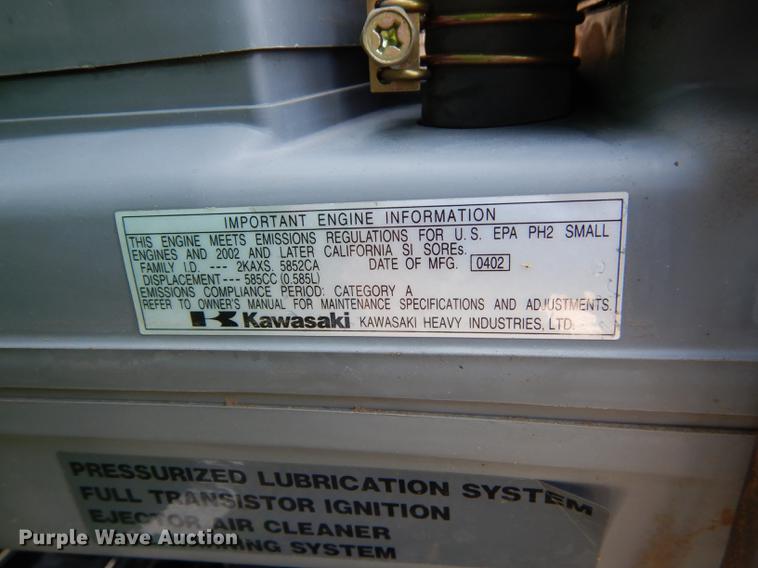 IMPORTANT ENGINE INFORMATION
THIS ENGINE MEETS EMISSIONS REGULATIONS FOR U.S. EPA PH2 SMALL
ENGINES AND 2002 AND LATER CALIFORNIA SI SOREs.
FAMILY I.D. --- 2KAXS. 5852CA DATE OF MFG. 0402
DISPLACEMENT--- 585CC (0.585L)
EMISSIONS COMPLIANCE PERIOD: CATEGORY A
REFER TO OWNER'S MANUAL FOR MAINTENANCE SPECIFICATIONS AND ADJUSTMENTS.
Kawasaki KAWASAKI HEAVY INDUSTRIES, LTD.
PRESSURIZED LUBRICATION SYSTEM
FULL TRANSISTOR IGNITION
EJECTOR AIR CLEANER
SYSTEM
Purple Wave Auction